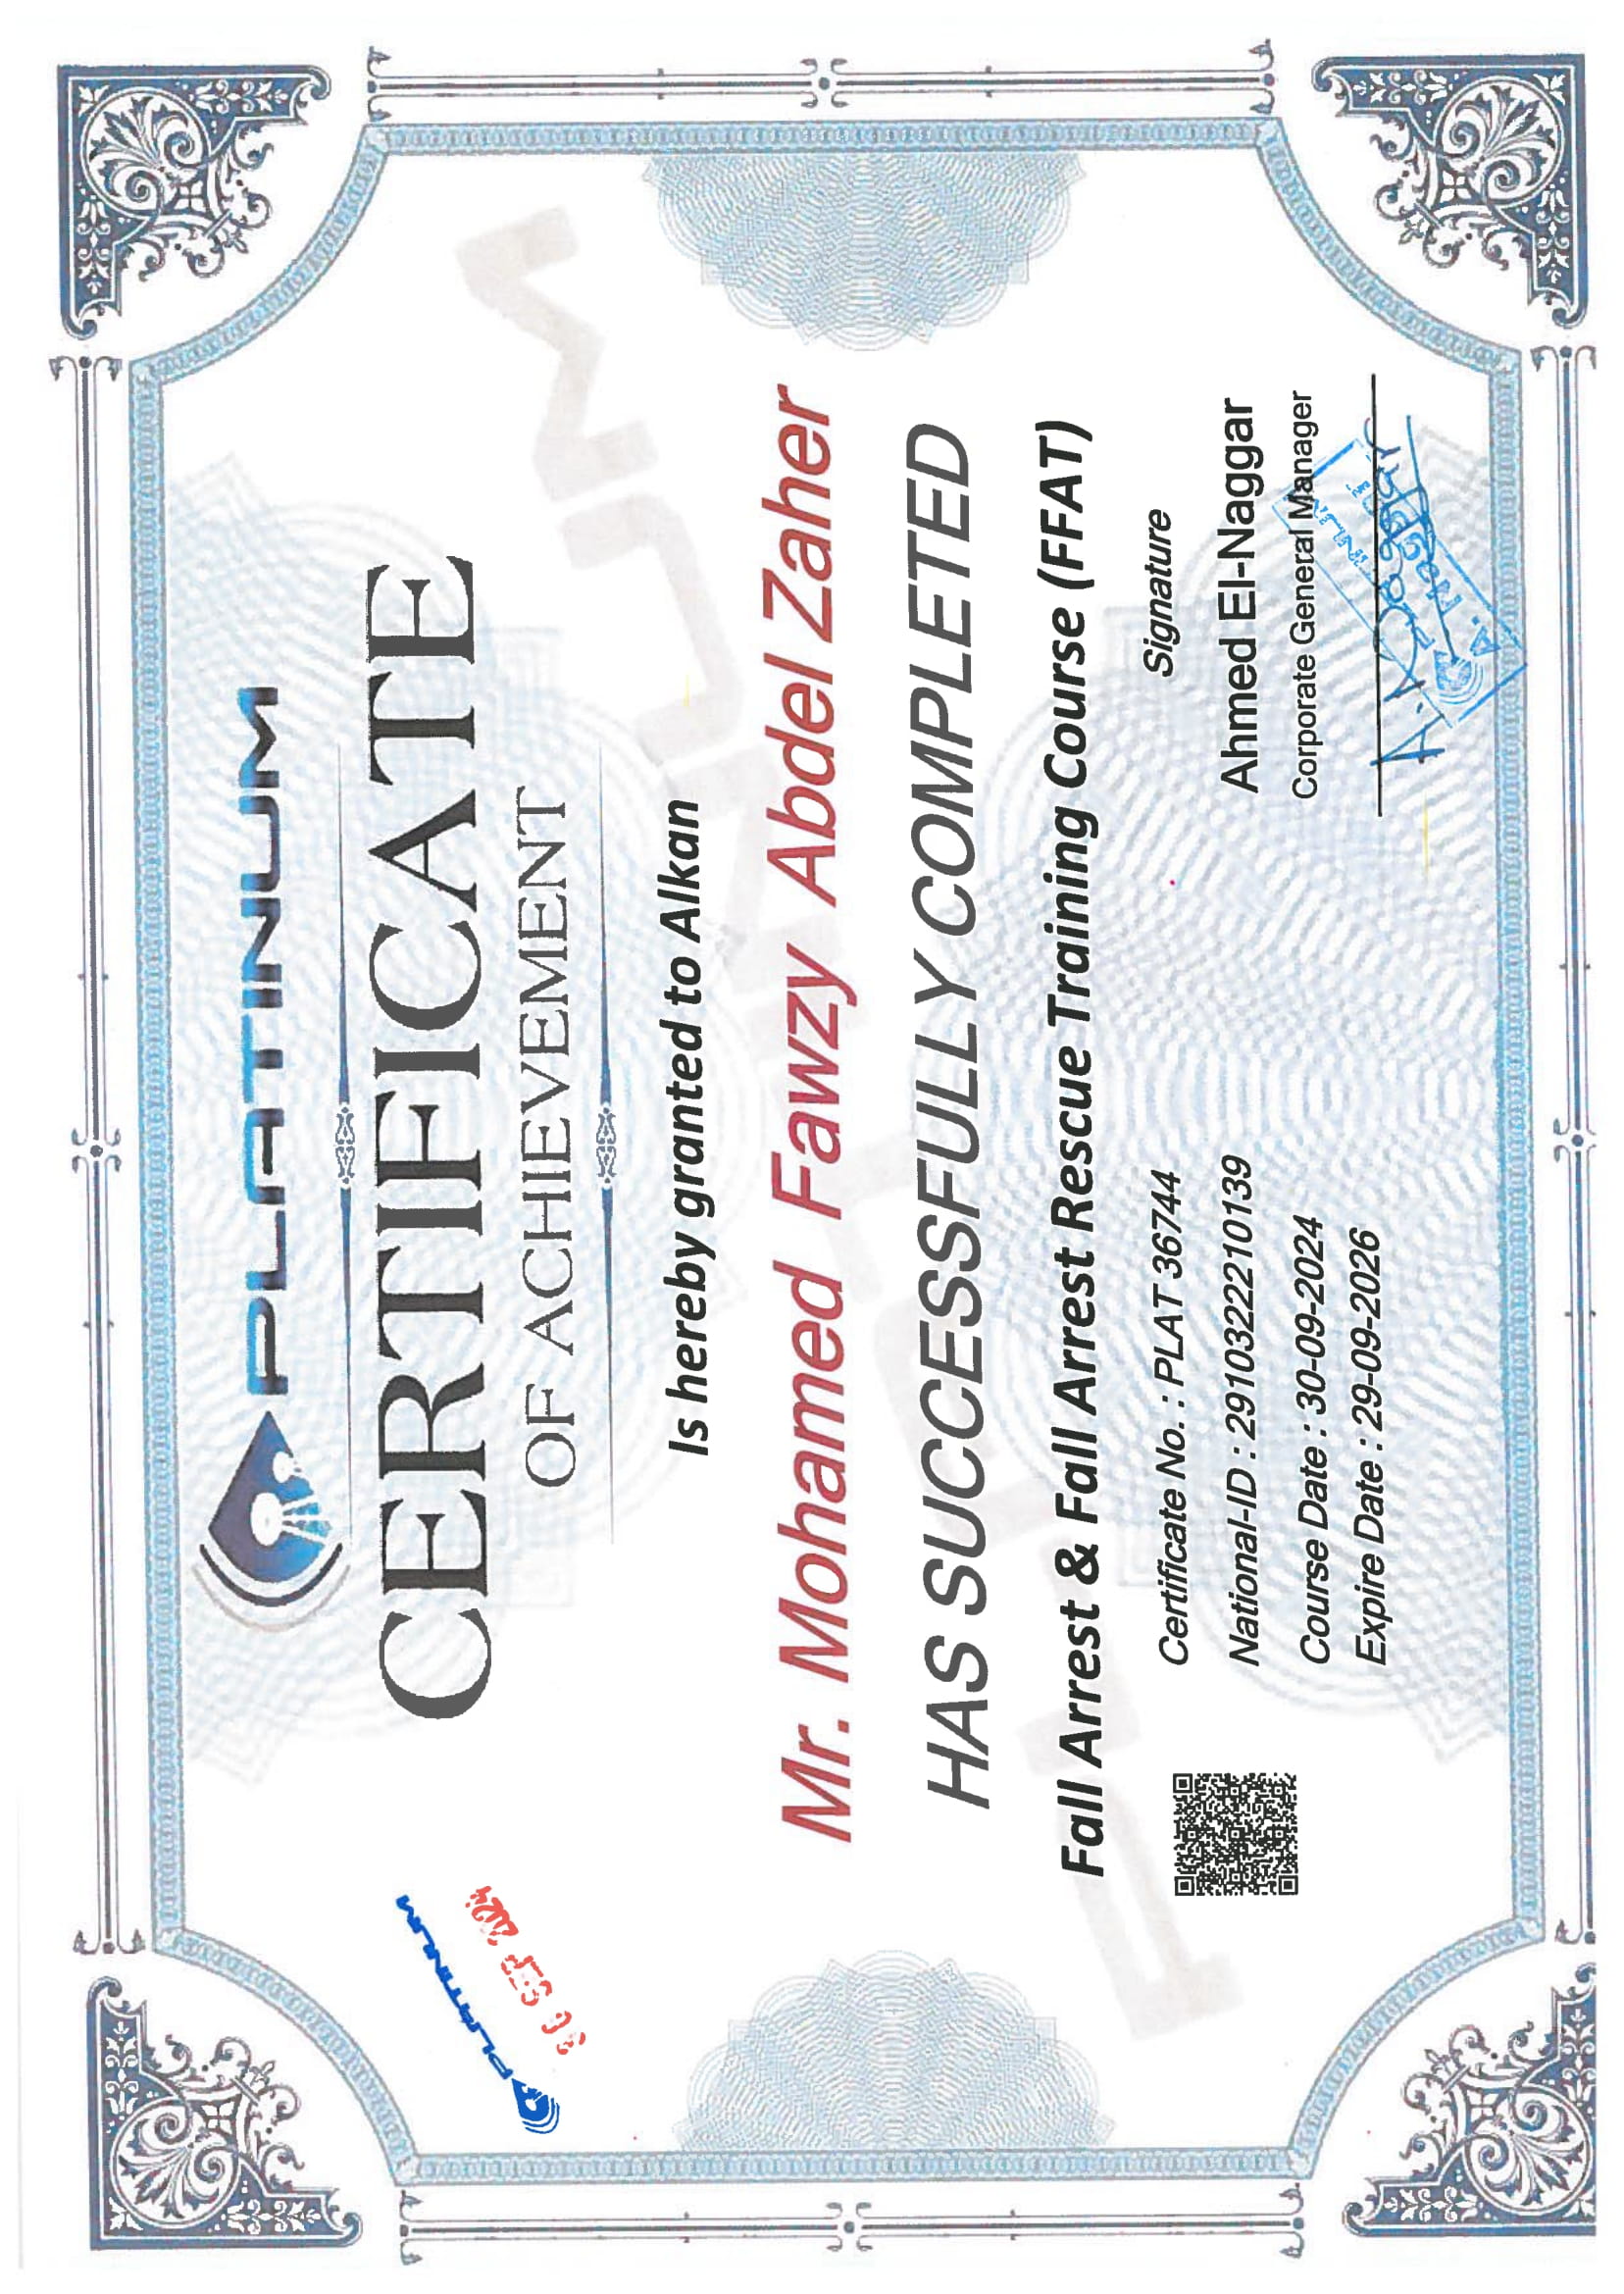 PLATINUM
CERTIFICATE
OF ACHIEVEMENT
PLATINUM
30 SEP 2024
Is hereby granted to Alkan
Mr. Mohamed Fawzy Abdel Zaher
HAS SUCCESSFULLY COMPLETED
Fall Arrest & Fall Arrest Rescue Training Course (FFAT)
Certificate No. : PLAT 36744
National-ID : 2910322210139
Course Date : 30-09-2024
Expire Date : 29-09-2026
Signature
Ahmed El-Naggar
Corporate General Manager
A. Naggar
PLATINUM
A. Naggar
PLATINUM